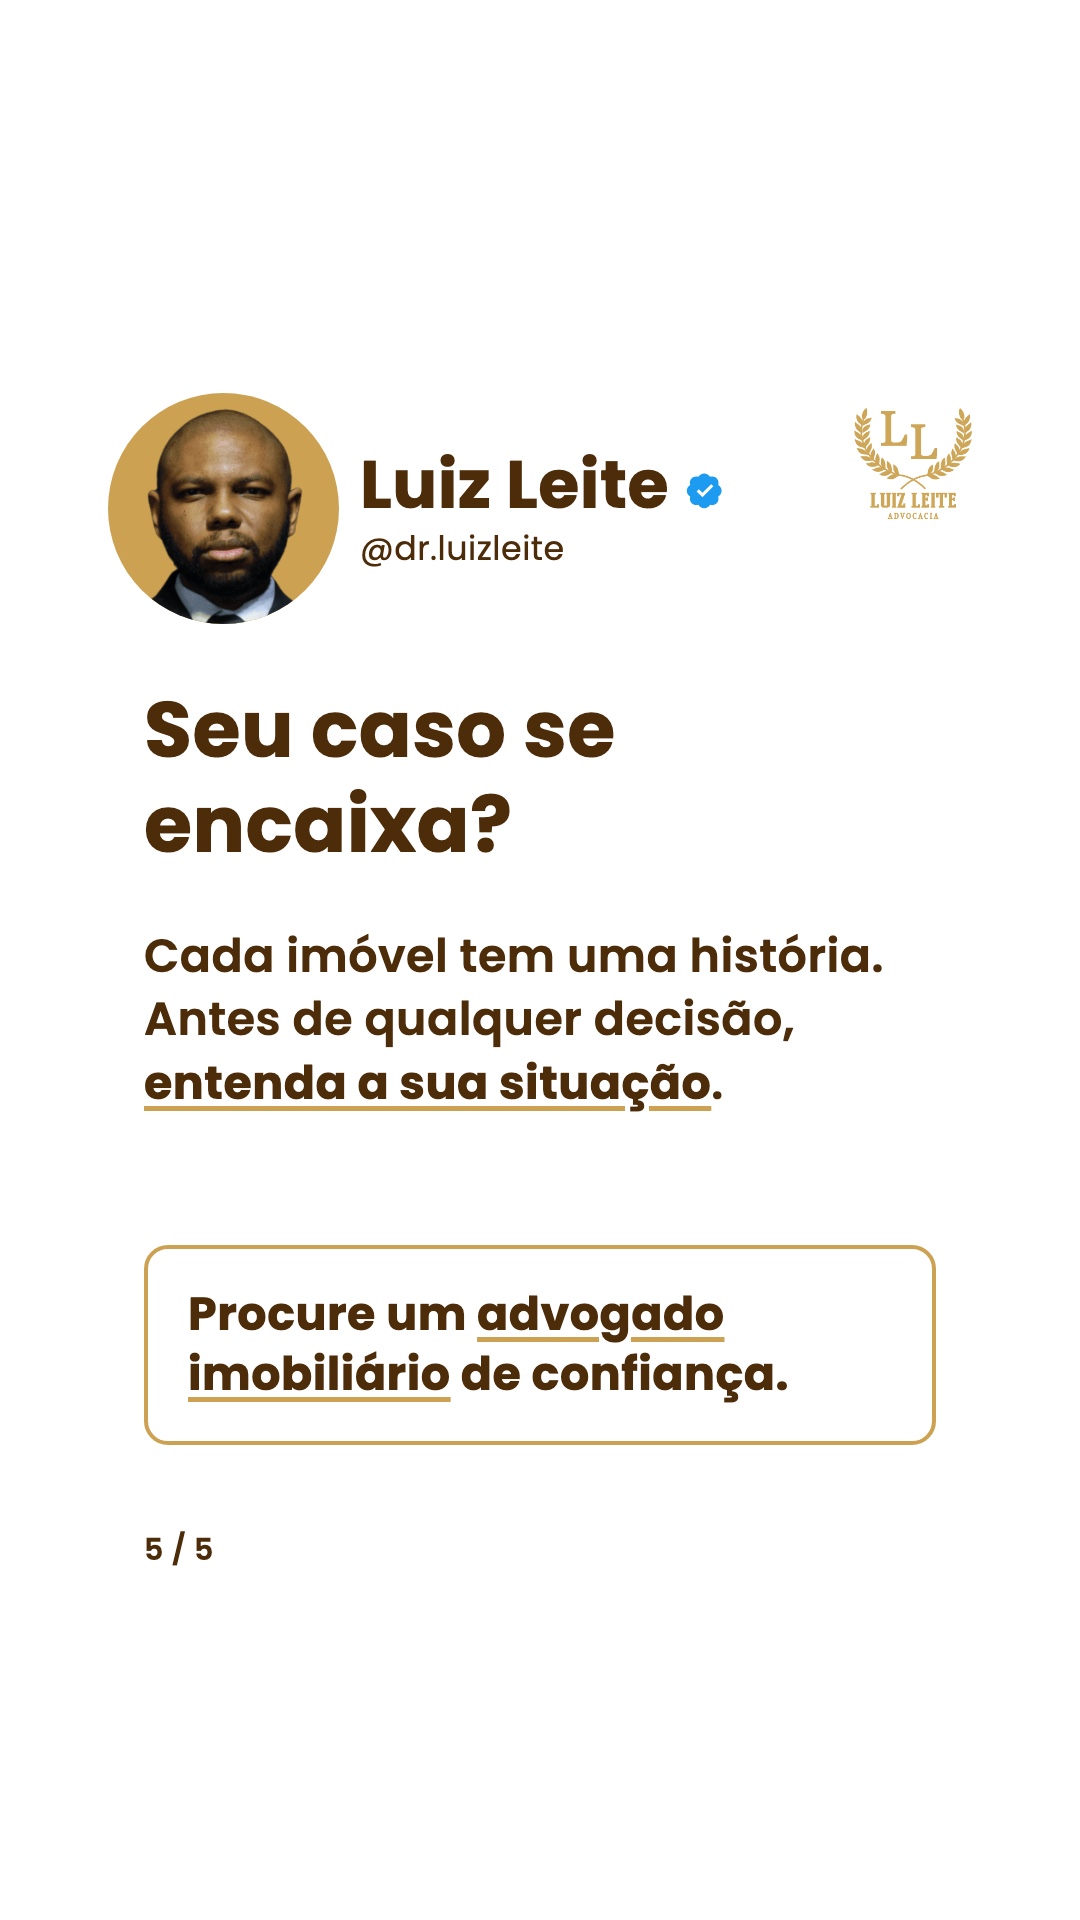 Luiz Leite
@dr.luizleite
LL
LUIZ LEITE
ADVOCACIA
Seu caso se
encaixa?
Cada imóvel tem uma história.
Antes de qualquer decisão,
entenda a sua situação.
Procure um advogado
imobiliário de confiança.
5 / 5